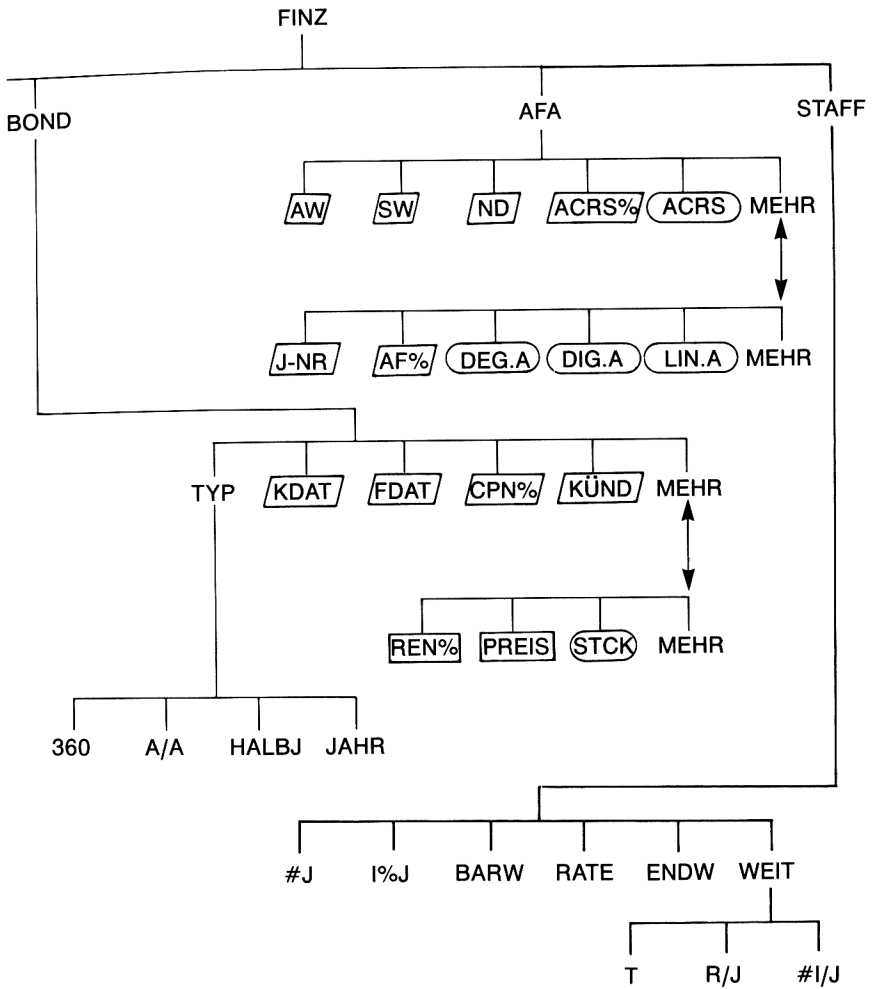 FINZ
BOND AFA STAFF
AW SW ND ACRS% ACRS MEHR
J-NR AF% DEG.A DIG.A LIN.A MEHR
TYP KDAT FDAT CPN% KÜND MEHR
REN% PREIS STCK MEHR
360 A/A HALBJ JAHR
#J I%J BARW RATE ENDW WEIT
T R/J #I/J